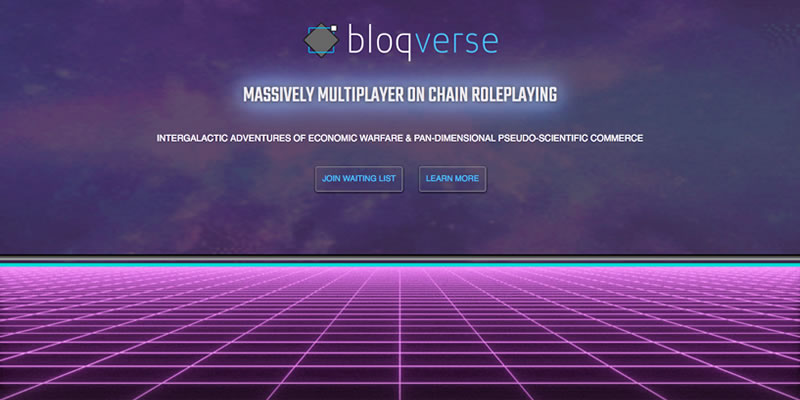 bloqverse
MASSIVELY MULTIPLAYER ON CHAIN ROLEPLAYING
INTERGALACTIC ADVENTURES OF ECONOMIC WARFARE & PAN-DIMENSIONAL PSEUDO-SCIENTIFIC COMMERCE
JOIN WAITING LIST LEARN MORE